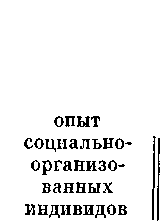 опыт
социально-
организо-
ванных
индивидов